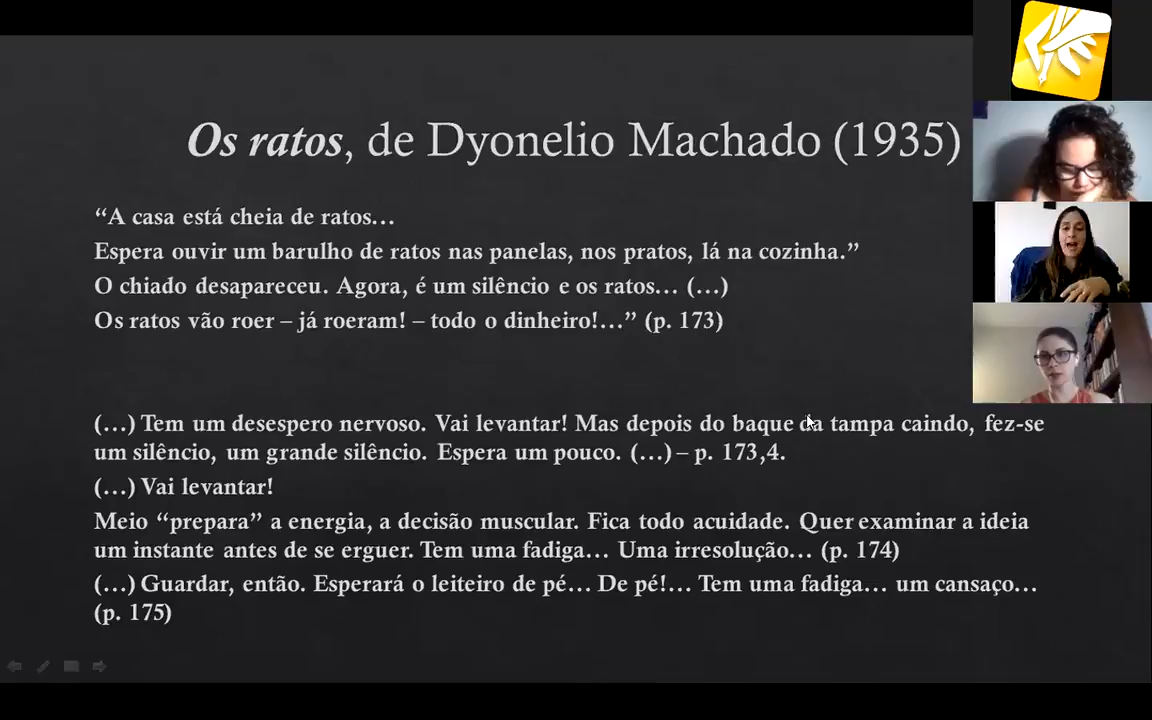 Os ratos, de Dyonelio Machado (1935)
“A casa está cheia de ratos…
Espera ouvir um barulho de ratos nas panelas, nos pratos, lá na cozinha.”
O chiado desapareceu. Agora, é um silêncio e os ratos… (…)
Os ratos vão roer – já roeram! – todo o dinheiro!…” (p. 173)
(…) Tem um desespero nervoso. Vai levantar! Mas depois do baque da tampa caindo, fez-se
um silêncio, um grande silêncio. Espera um pouco. (…) – p. 173,4.
(…) Vai levantar!
Meio “prepara” a energia, a decisão muscular. Fica todo acuidade. Quer examinar a ideia
um instante antes de se erguer. Tem uma fadiga… Uma irresolução… (p. 174)
(…) Guardar, então. Esperará o leiteiro de pé… De pé!… Tem uma fadiga… um cansaço…
(p. 175)